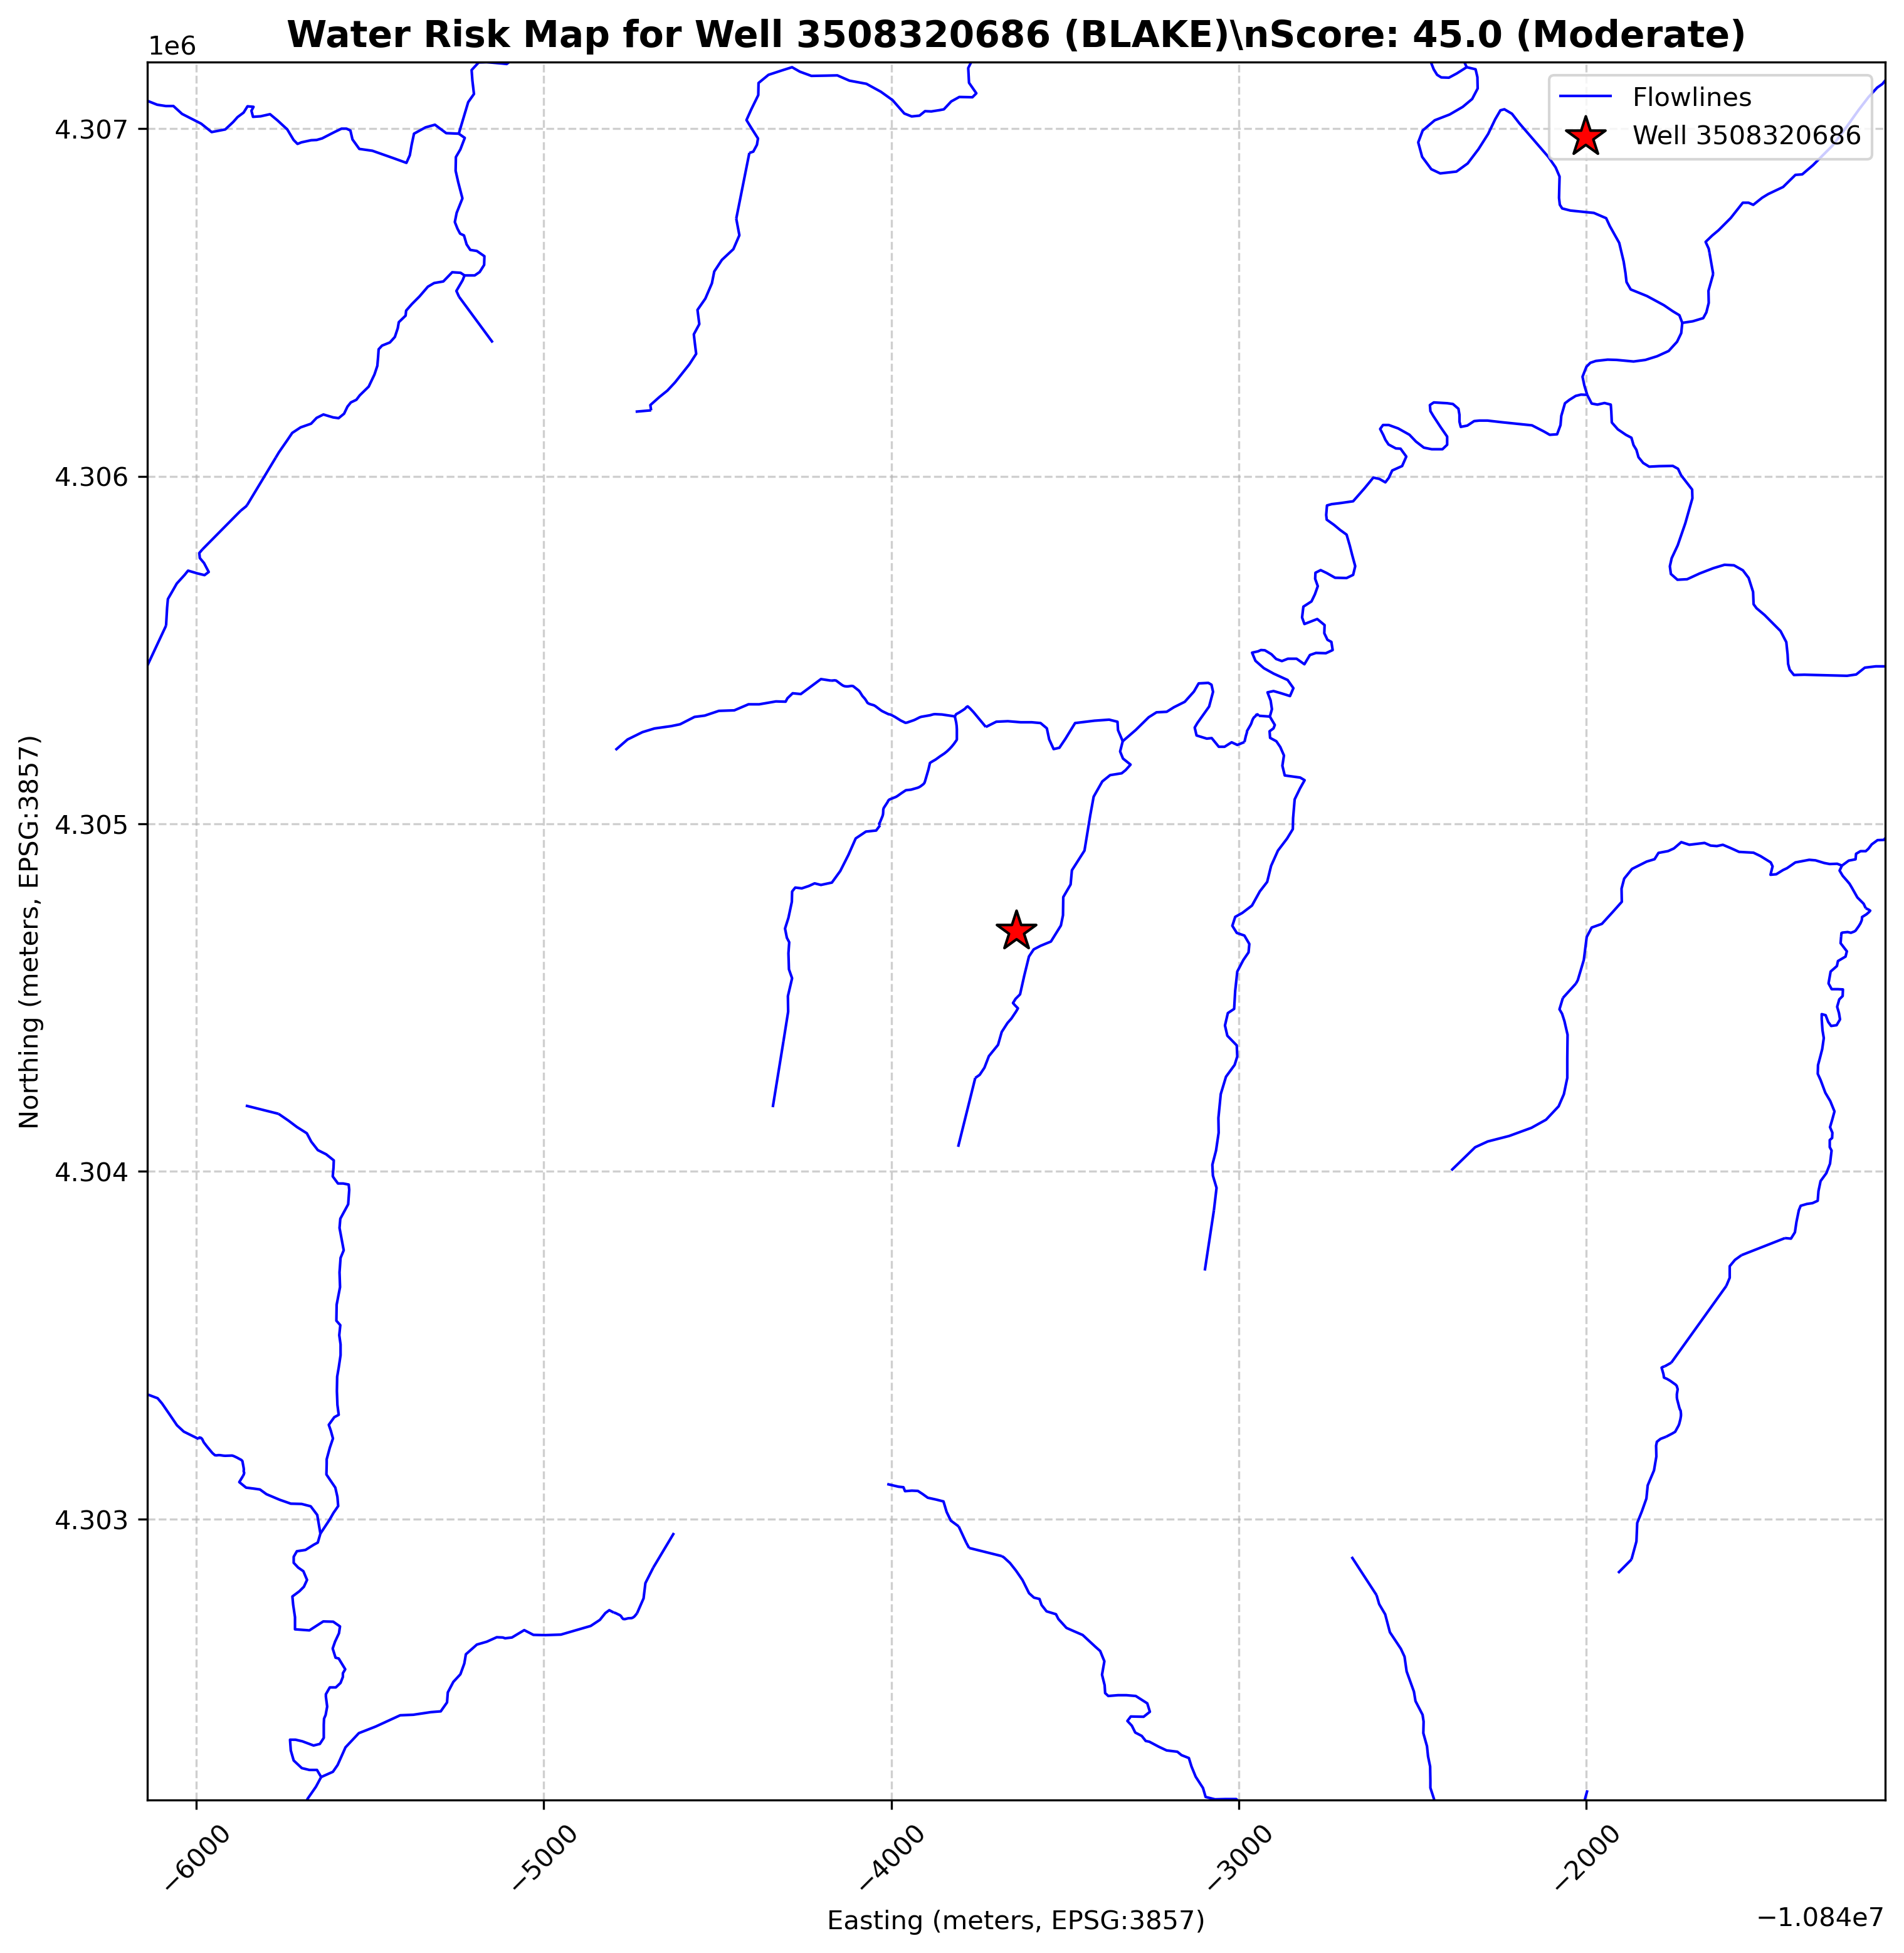 Water Risk Map for Well 3508320686 (BLAKE)\nScore: 45.0 (Moderate)
1e6
Flowlines
Well 3508320686
4.307
4.306
4.305
4.304
4.303
Northing (meters, EPSG:3857)
−6000
−5000
−4000
−3000
−2000
Easting (meters, EPSG:3857)
−1.084e7